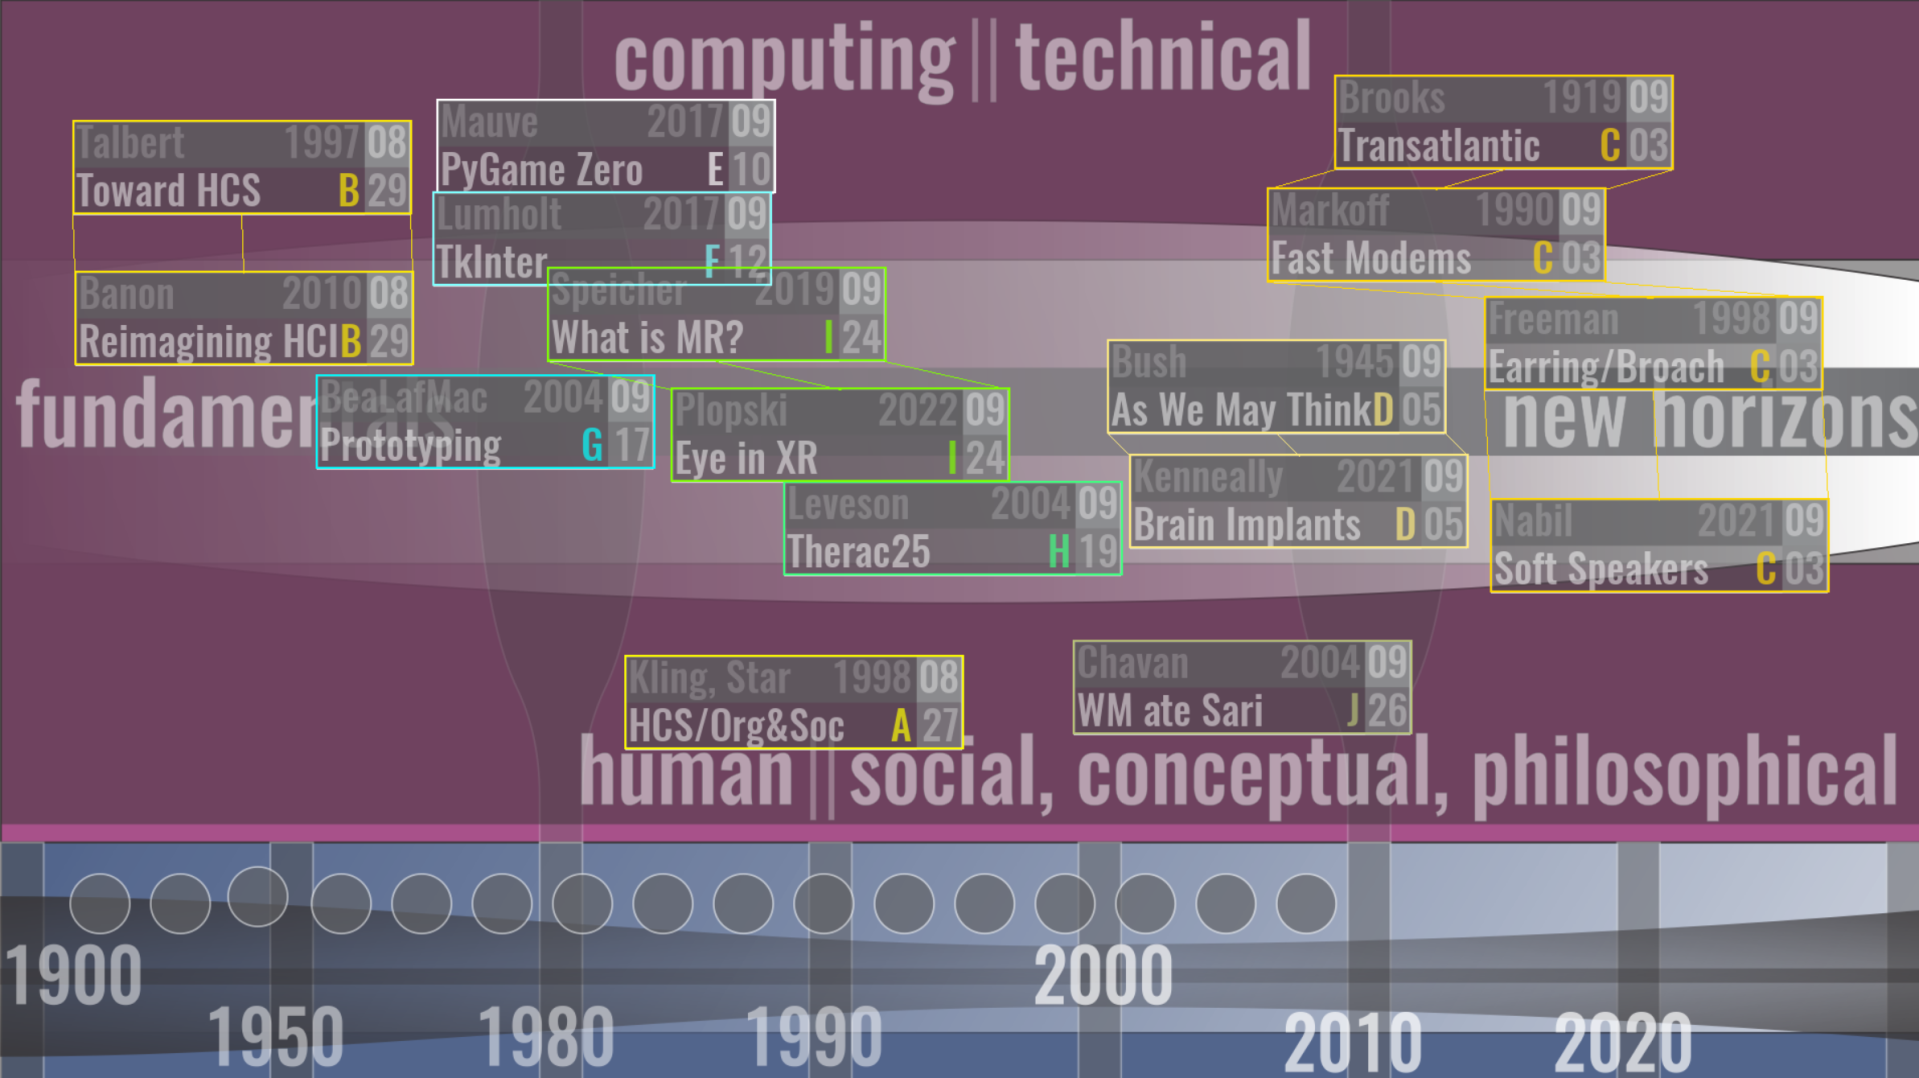 computing || technical
Brooks 1919 09
Transatlantic C 03
Mauve 2017 09
PyGame Zero E 10
Talbert 1997 08
Toward HCS B 29
Lumholt 2017 09
TkInter F 12
Markoff 1990 09
Fast Modems C 03
Banon 2010 08
Reimagining HCI B 29
Speicher 2019 09
What is MR? I 24
Freeman 1998 09
Earring/Broach C 03
Bush 1945 09
As We May Think D 05
fundamentals
BeaLafMac 2004 09
Prototyping G 17
Plopski 2022 09
Eye in XR I 24
new horizons
Kenneally 2021 09
Brain Implants D 05
Leveson 2004 09
Therac25 H 19
Nabil 2021 09
Soft Speakers C 03
Kling, Star 1998 08
HCS/Org&Soc A 27
Chavan 2004 09
WM ate Sari J 26
human || social, conceptual, philosophical
1900
2000
1950
1980
1990
2010
2020